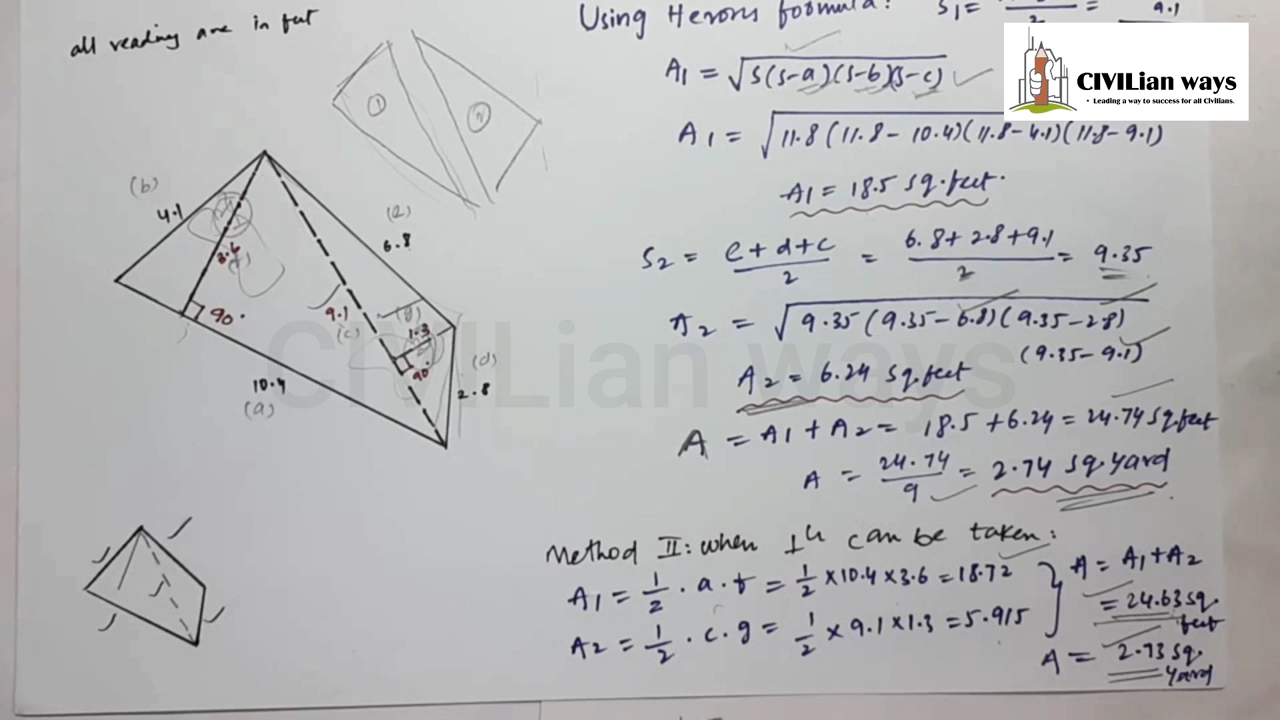 all reading are in feet
Using Herons formula: S1 = 2 = 9.1
CIVILian ways
• Leading a way to success for all Civilians.
A1 = √S(S-a)(S-b)(S-c)
A1 = √11.8(11.8-10.4)(11.8-4.1)(11.8-9.1)
A1 = 18.5 sq.feet.
S2 = e+d+c/2 = 6.8+2.8+9.1/2 = 9.35
A2 = √9.35(9.35-6.8)(9.35-2.8)
(9.35-9.1)
A2 = 6.24 sq.feet
A = A1 + A2 = 18.5 + 6.24 = 24.74 sq.feet
A = 24.74/9 = 2.74 sq.yard
Method II: when ⊥ can be taken:
A1 = 1/2 . a . f = 1/2 × 10.4 × 3.6 = 18.72
A2 = 1/2 . c . g = 1/2 × 9.1 × 1.3 = 5.915
A = A1 + A2
= 24.63 sq.
feet
A = 2.73 sq.
yard
(b)
4.1
3.6
(f)
90°
(e)
6.8
9.1
(c)
(g)
1.3
90°
(d)
2.8
10.4
(a)
CIVILian ways